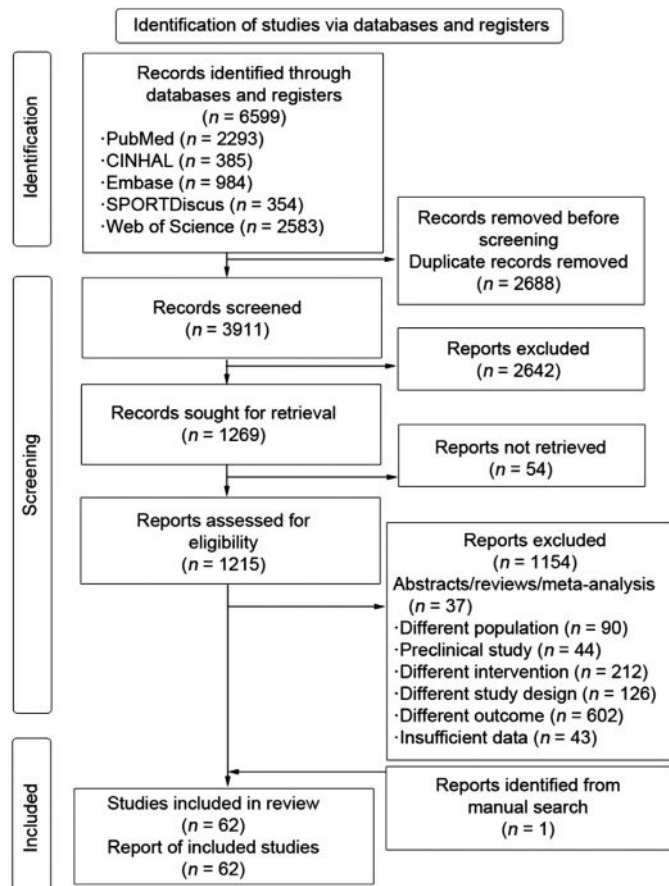 Identification of studies via databases and registers
Identification
Records identified through
databases and registers
(n = 6599)
·PubMed (n = 2293)
·CINHAL (n = 385)
·Embase (n = 984)
·SPORTDiscus (n = 354)
·Web of Science (n = 2583)
Records removed before
screening
Duplicate records removed
(n = 2688)
Screening
Records screened
(n = 3911)
Reports excluded
(n = 2642)
Records sought for retrieval
(n = 1269)
Reports not retrieved
(n = 54)
Reports assessed for
eligibility
(n = 1215)
Reports excluded
(n = 1154)
Abstracts/reviews/meta-analysis
(n = 37)
·Different population (n = 90)
·Preclinical study (n = 44)
·Different intervention (n = 212)
·Different study design (n = 126)
·Different outcome (n = 602)
·Insufficient data (n = 43)
Included
Studies included in review
(n = 62)
Report of included studies
(n = 62)
Reports identified from
manual search
(n = 1)